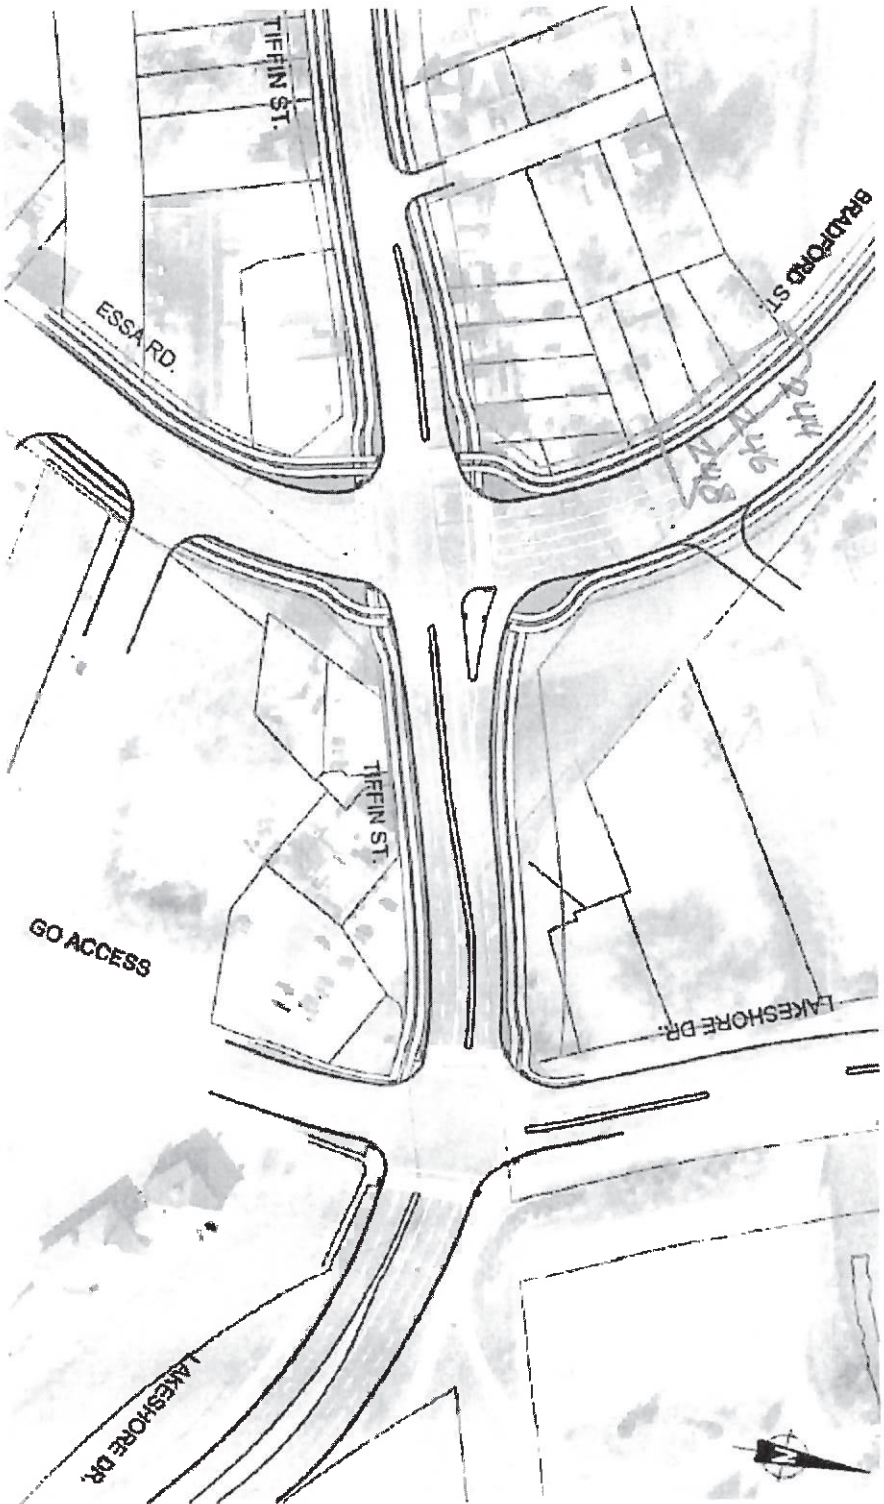 TIFFIN ST.
BRADFORD ST.
ESSA RD.
244
246
248
TIFFIN ST.
GO ACCESS
LAKESHORE DR.
LAKESHORE DR.
N